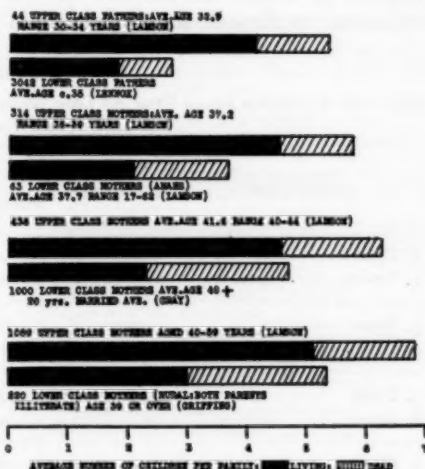 44 UPPER CLASS FATHERS:AVE.AGE 32.9
RANGE 30-34 YEARS (LAMSON)
3042 LOWER CLASS FATHERS
AVE.AGE c.35 (LENNOX)
314 UPPER CLASS MOTHERS:AVE. AGE 37.2
RANGE 35-39 YEARS (LAMSON)
63 LOWER CLASS MOTHERS (AMAHS)
AVE.AGE 37.7 RANGE 17-62 (LAMSON)
436 UPPER CLASS MOTHERS AVE.AGE 41.6 RANGE 40-44 (LAMSON)
1000 LOWER CLASS MOTHERS AVE.AGE 40+
20 yrs. MARRIED AVE. (GRAY)
1089 UPPER CLASS MOTHERS AGED 40-59 YEARS (LAMSON)
220 LOWER CLASS MOTHERS (RURAL:BOTH PARENTS
ILLITERATE) AGE 39 OR OVER (GRIFFING)
0 1 2 3 4 5 6 7
AVERAGE NUMBER OF CHILDREN PER FAMILY: LIVING: DEAD